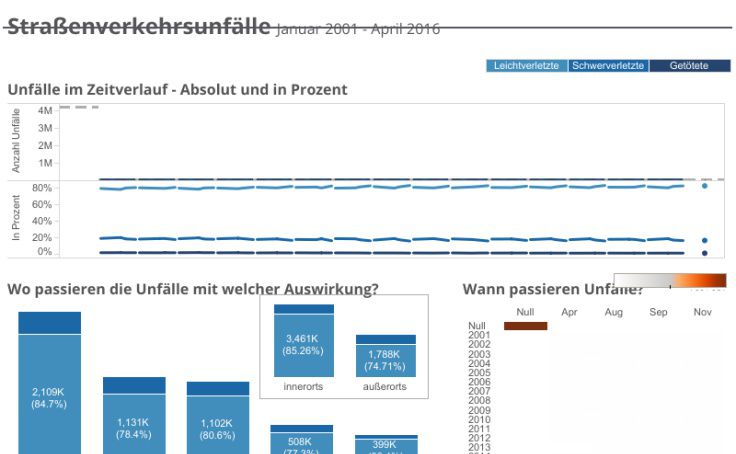 Straßenverkehrsunfälle Januar 2001 - April 2016
Leichtverletzte Schwerverletzte Getötete
Unfälle im Zeitverlauf - Absolut und in Prozent
Anzahl Unfälle
4M
3M
2M
1M
In Prozent
80%
60%
40%
20%
0%
Wo passieren die Unfälle mit welcher Auswirkung?
2,109K
(84.7%)
1,131K
(78.4%)
1,102K
(80.6%)
508K
(77.3%)
399K
3,461K
(85.26%)
innerorts
1,788K
(74.71%)
außerorts
Wann passieren Unfälle?
Null Apr Aug Sep Nov
Null
2001
2002
2003
2004
2005
2006
2007
2008
2009
2010
2011
2012
2013